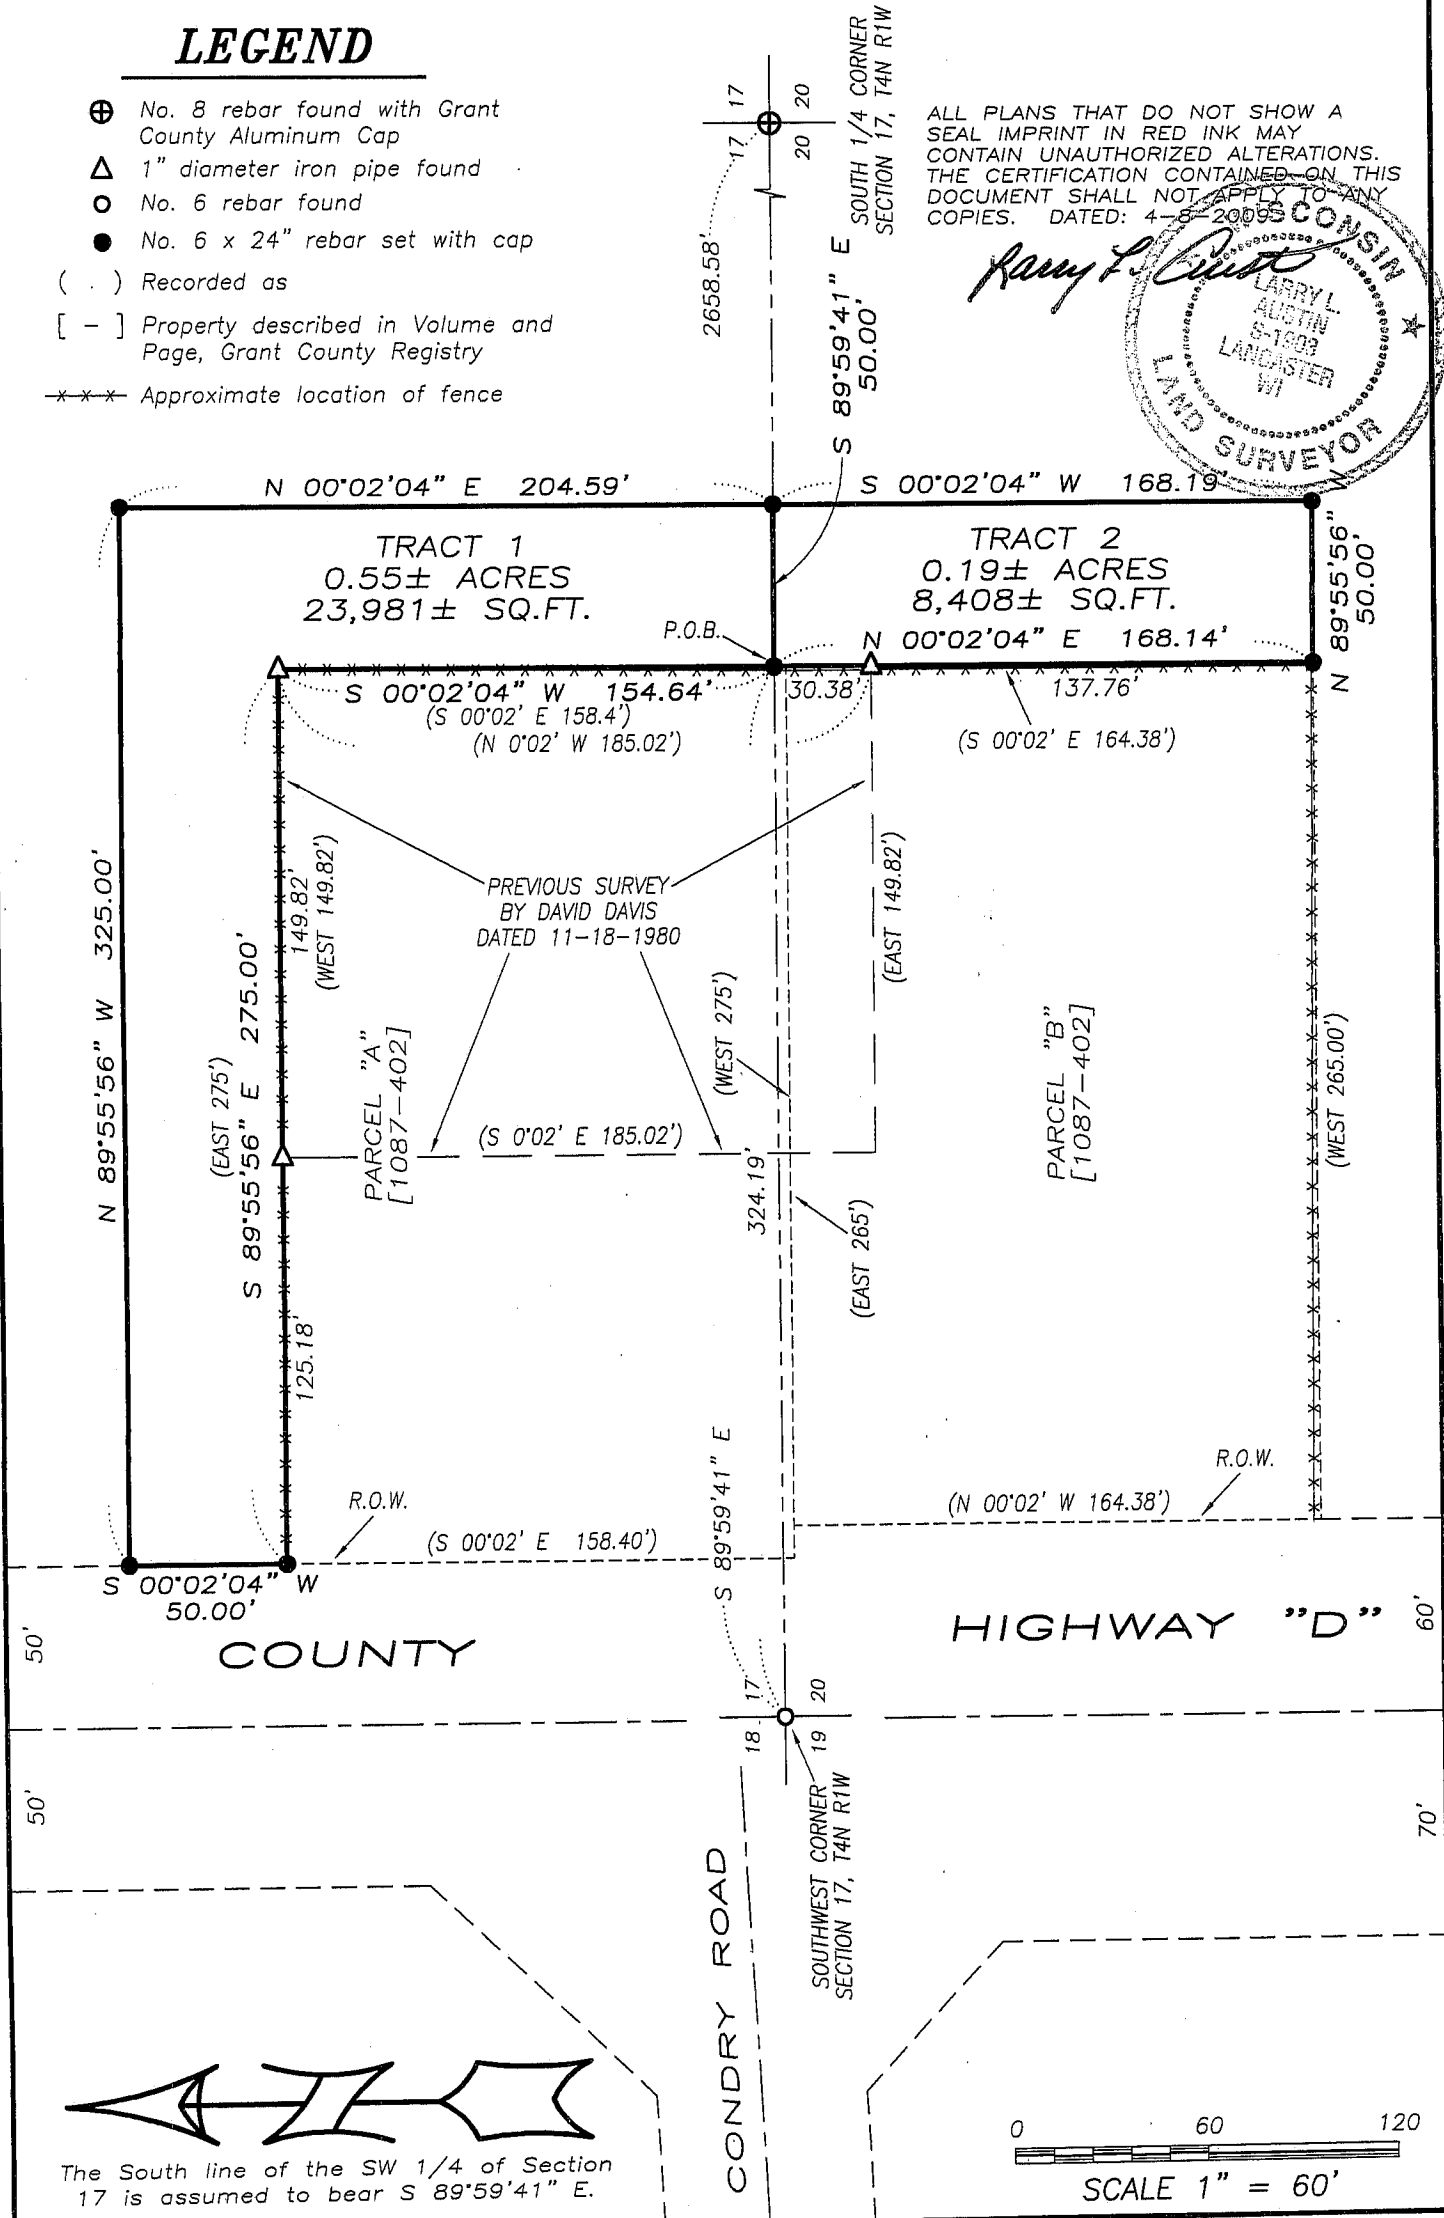 LEGEND
No. 8 rebar found with Grant
County Aluminum Cap
1" diameter iron pipe found
No. 6 rebar found
No. 6 x 24" rebar set with cap
( . ) Recorded as
[ - ] Property described in Volume and
Page, Grant County Registry
-x-x-x- Approximate location of fence
17 20
17 20
SOUTH 1/4 CORNER
SECTION 17, T4N R1W
2658.58'
S 89°59'41" E
50.00'
ALL PLANS THAT DO NOT SHOW A
SEAL IMPRINT IN RED INK MAY
CONTAIN UNAUTHORIZED ALTERATIONS.
THE CERTIFICATION CONTAINED ON THIS
DOCUMENT SHALL NOT APPLY TO ANY
COPIES. DATED: 4-8-2009
Larry L. Austin
WISCONSIN
LARRY L.
AUSTIN
S-1603
LANCASTER
WI
LAND SURVEYOR
N 00°02'04" E 204.59'
S 00°02'04" W 168.19'
TRACT 1
0.55± ACRES
23,981± SQ.FT.
TRACT 2
0.19± ACRES
8,408± SQ.FT.
N 89°55'56" W
50.00'
P.O.B.
N 00°02'04" E 168.14'
S 00°02'04" W 154.64'
30.38'
137.76'
(S 00°02' E 158.4')
(N 0°02' W 185.02')
(S 00°02' E 164.38')
N 89°55'56" W 325.00'
149.82'
(WEST 149.82')
PREVIOUS SURVEY
BY DAVID DAVIS
DATED 11-18-1980
(EAST 149.82')
(EAST 275')
S 89°55'56" E 275.00'
PARCEL "A"
[1087-402]
(WEST 275')
PARCEL "B"
[1087-402]
(WEST 265.00')
(S 0°02' E 185.02')
324.19'
(EAST 265')
125.18'
S 89°59'41" E
R.O.W.
(S 00°02' E 158.40')
(N 00°02' W 164.38')
R.O.W.
S 00°02'04" W
50.00'
COUNTY HIGHWAY "D"
50'
60'
17 20
18 19
50'
70'
SOUTHWEST CORNER
SECTION 17, T4N R1W
CONDRY ROAD
The South line of the SW 1/4 of Section
17 is assumed to bear S 89°59'41" E.
0 60 120
SCALE 1" = 60'